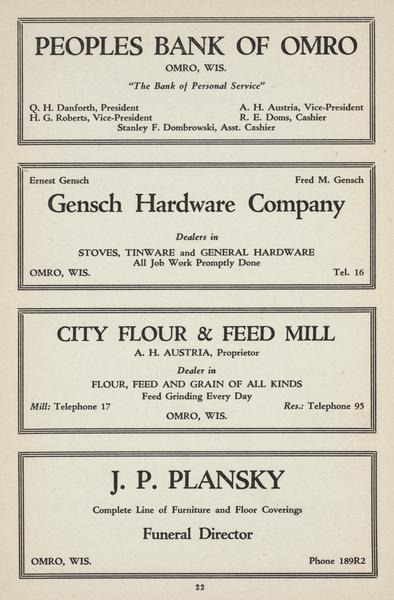 PEOPLES BANK OF OMRO
OMRO, WIS.
"The Bank of Personal Service"
Q. H. Danforth, President A. H. Austria, Vice-President
H. G. Roberts, Vice-President R. E. Doms, Cashier
Stanley F. Dombrowski, Asst. Cashier
Ernest Gensch Fred M. Gensch
Gensch Hardware Company
Dealers in
STOVES, TINWARE and GENERAL HARDWARE
All Job Work Promptly Done
OMRO, WIS. Tel. 16
CITY FLOUR & FEED MILL
A. H. AUSTRIA, Proprietor
Dealer in
FLOUR, FEED AND GRAIN OF ALL KINDS
Feed Grinding Every Day
Mill: Telephone 17 Res.: Telephone 95
OMRO, WIS.
J. P. PLANSKY
Complete Line of Furniture and Floor Coverings
Funeral Director
OMRO, WIS. Phone 189R2
22